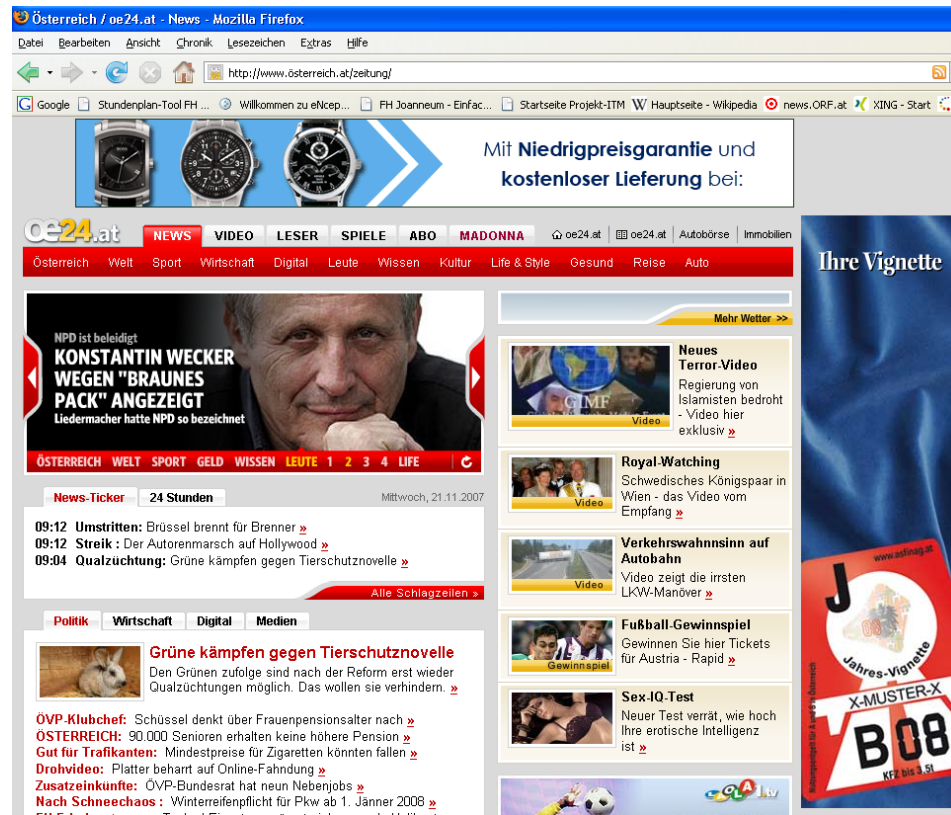 Österreich / oe24.at - News - Mozilla Firefox
Datei Bearbeiten Ansicht Chronik Lesezeichen Extras Hilfe
http://www.österreich.at/zeitung/
Google Stundenplan-Tool FH ... Willkommen zu eNcep... FH Joanneum - Einfac... Startseite Projekt-ITM Hauptseite - Wikipedia news.ORF.at XING - Start
Mit Niedrigpreisgarantie und
kostenloser Lieferung bei:
oe24.at
NEWS VIDEO LESER SPIELE ABO MADONNA oe24.at oe24.at Autobörse Immobilien
Österreich Welt Sport Wirtschaft Digital Leute Wissen Kultur Life & Style Gesund Reise Auto
NPD ist beleidigt
KONSTANTIN WECKER
WEGEN "BRAUNES
PACK" ANGEZEIGT
Liedermacher hatte NPD so bezeichnet
ÖSTERREICH WELT SPORT GELD WISSEN LEUTE 1 2 3 4 LIFE
News-Ticker 24 Stunden Mittwoch, 21.11.2007
09:12 Umstritten: Brüssel brennt für Brenner »
09:12 Streik : Der Autorenmarsch auf Hollywood »
09:04 Qualzüchtung: Grüne kämpfen gegen Tierschutznovelle »
Alle Schlagzeilen »
Politik Wirtschaft Digital Medien
Grüne kämpfen gegen Tierschutznovelle
Den Grünen zufolge sind nach der Reform erst wieder
Qualzüchtungen möglich. Das wollen sie verhindern. »
ÖVP-Klubchef: Schüssel denkt über Frauenpensionsalter nach »
ÖSTERREICH: 90.000 Senioren erhalten keine höhere Pension »
Gut für Trafikanten: Mindestpreise für Zigaretten könnten fallen »
Drohvideo: Platter beharrt auf Online-Fahndung »
Zusatzeinkünfte: ÖVP-Bundesrat hat neun Nebenjobs »
Nach Schneechaos : Winterreifenpflicht für Pkw ab 1. Jänner 2008 »
Mehr Wetter >>
GIMF
Video
Neues
Terror-Video
Regierung von
Islamisten bedroht
- Video hier
exklusiv »
Video
Royal-Watching
Schwedisches Königspaar in
Wien - das Video vom
Empfang »
Video
Verkehrswahnnsinn auf
Autobahn
Video zeigt die irrsten
LKW-Manöver »
Gewinnspiel
Fußball-Gewinnspiel
Gewinnen Sie hier Tickets
für Austria - Rapid »
Sex-IQ-Test
Neuer Test verrät, wie hoch
Ihre erotische Intelligenz
ist »
Ihre Vignette
www.asfinag.at
J
08
Jahres-Vignette
X-MUSTER-X
B08
KFZ bis 3,5t